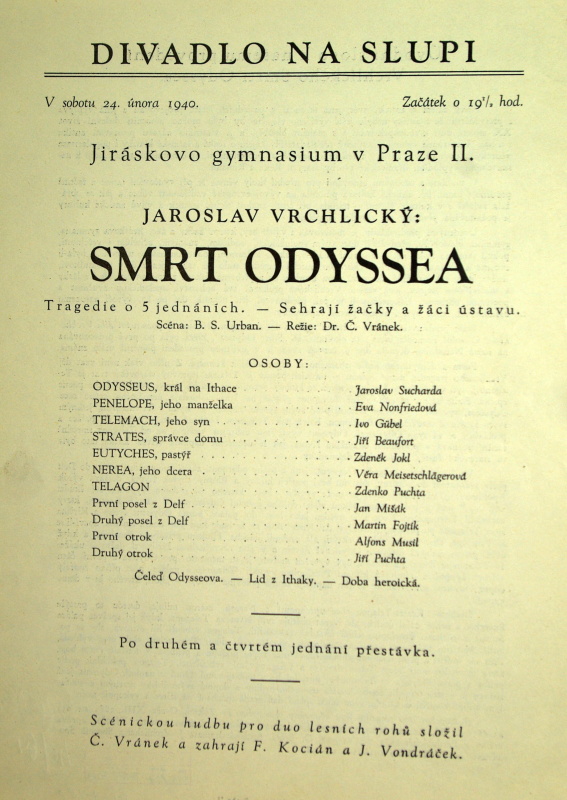 DIVADLO NA SLUPI
V sobotu 24. února 1940. Začátek o 19½ hod.
Jiráskovo gymnasium v Praze II.
JAROSLAV VRCHLICKÝ:
SMRT ODYSSEA
Tragedie o 5 jednáních. — Sehrají žačky a žáci ústavu.
Scéna: B. S. Urban. — Režie: Dr. Č. Vránek.
OSOBY:
ODYSSEUS, král na Ithace . . . . . . . . Jaroslav Sucharda
PENELOPE, jeho manželka . . . . . . . . Eva Nonfriedová
TELEMACH, jeho syn . . . . . . . . Ivo Gübel
STRATES, správce domu . . . . . . . . Jiří Beaufort
EUTYCHES, pastýř . . . . . . . . Zdeněk Jokl
NEREA, jeho dcera . . . . . . . . Věra Meisetschlägerová
TELAGON . . . . . . . . Zdenko Puchta
První posel z Delf . . . . . . . . Jan Mišák
Druhý posel z Delf . . . . . . . . Martin Fojtík
První otrok . . . . . . . . Alfons Musil
Druhý otrok . . . . . . . . Jiří Puchta
Čeleď Odysseova. — Lid z Ithaky. — Doba heroická.
Po druhém a čtvrtém jednání přestávka.
Scénickou hudbu pro duo lesních rohů složil
Č. Vránek a zahrají F. Kocián a J. Vondráček.